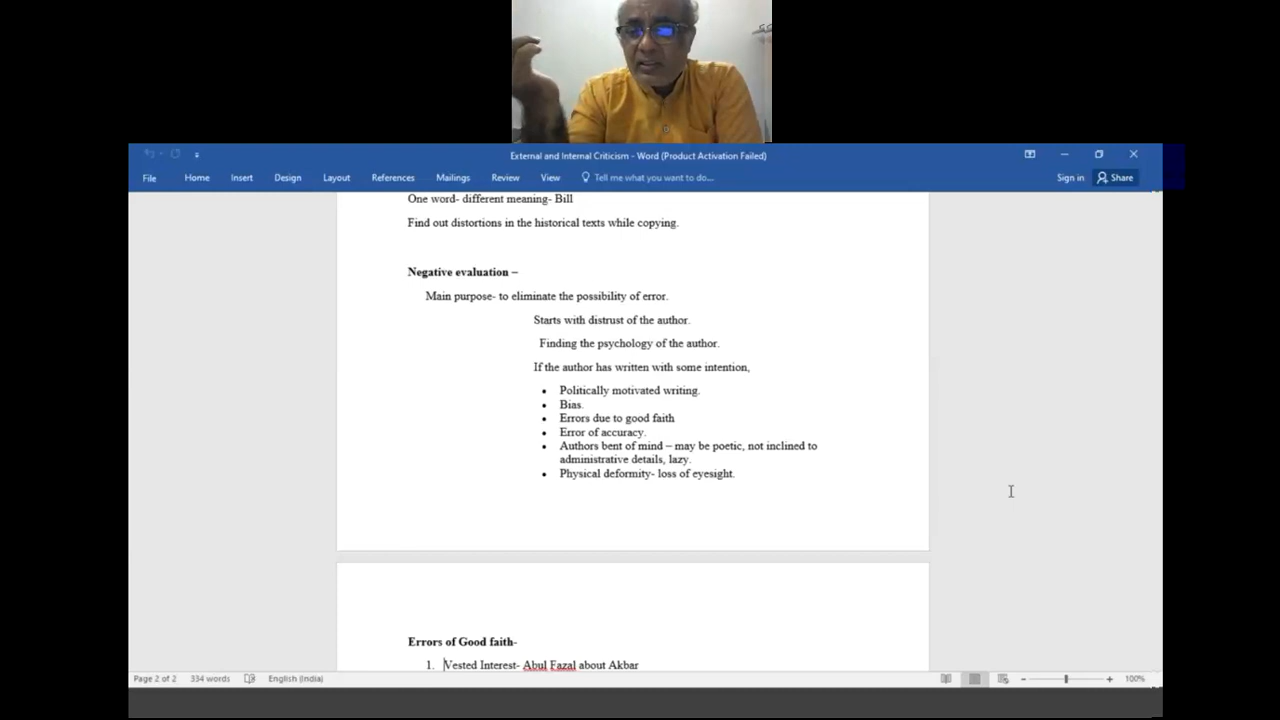 External and Internal Criticism - Word (Product Activation Failed)
File Home Insert Design Layout References Mailings Review View Tell me what you want to do... Sign in Share
One word- different meaning- Bill
Find out distortions in the historical texts while copying.
Negative evaluation –
Main purpose- to eliminate the possibility of error.
Starts with distrust of the author.
Finding the psychology of the author.
If the author has written with some intention,
• Politically motivated writing.
• Bias.
• Errors due to good faith
• Error of accuracy.
• Authors bent of mind – may be poetic, not inclined to
administrative details, lazy.
• Physical deformity- loss of eyesight.
Errors of Good faith-
1. Vested Interest- Abul Fazal about Akbar
Page 2 of 2 334 words English (India) 100%